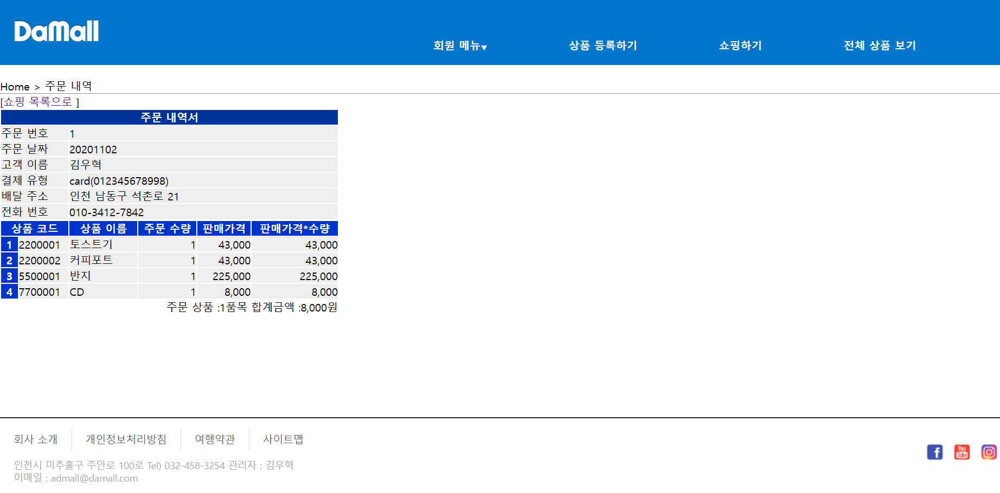 DaMall
회원 메뉴▼ 상품 등록하기 쇼핑하기 전체 상품 보기
Home > 주문 내역
[쇼핑 목록으로 ]
주문 내역서
주문 번호 1
주문 날짜 20201102
고객 이름 김우혁
결제 유형 card(012345678998)
배달 주소 인천 남동구 석촌로 21
전화 번호 010-3412-7842
상품 코드 상품 이름 주문 수량 판매가격 판매가격*수량
1 2200001 토스트기 1 43,000 43,000
2 2200002 커피포트 1 43,000 43,000
3 5500001 반지 1 225,000 225,000
4 7700001 CD 1 8,000 8,000
주문 상품 :1품목 합계금액 :8,000원
회사 소개 개인정보처리방침 여행약관 사이트맵
You Tube
인천시 미추홀구 주안로 100로 Tel) 032-458-3254 관리자 : 김우혁
이메일 : admall@damall.com